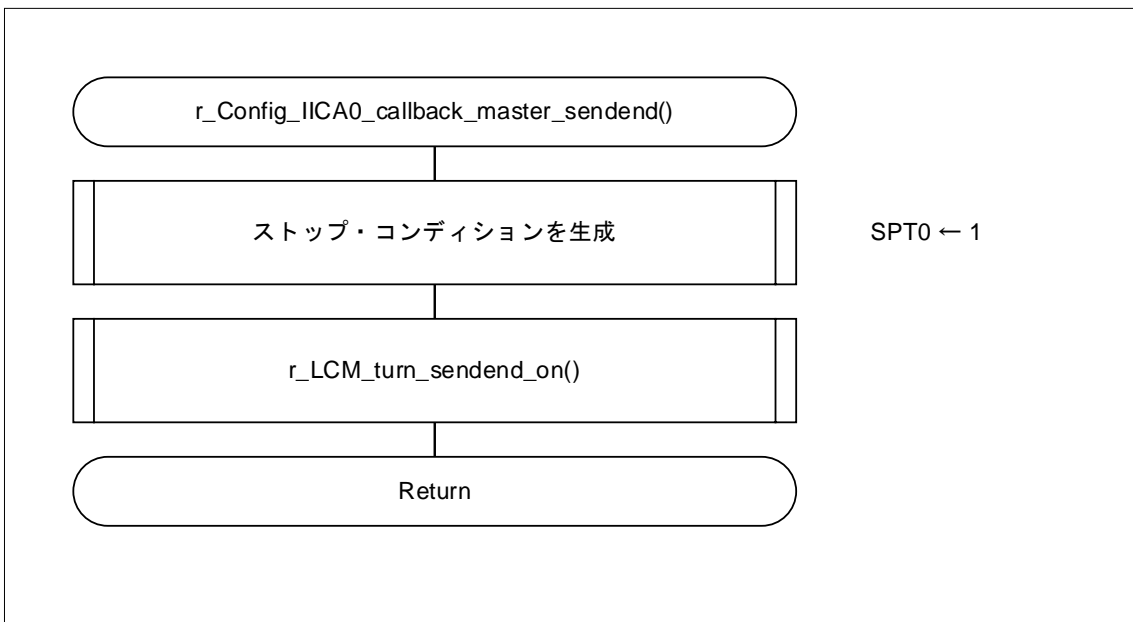 r_Config_IICA0_callback_master_sendend()
ストップ・コンディションを生成
SPT0 ← 1
r_LCM_turn_sendend_on()
Return